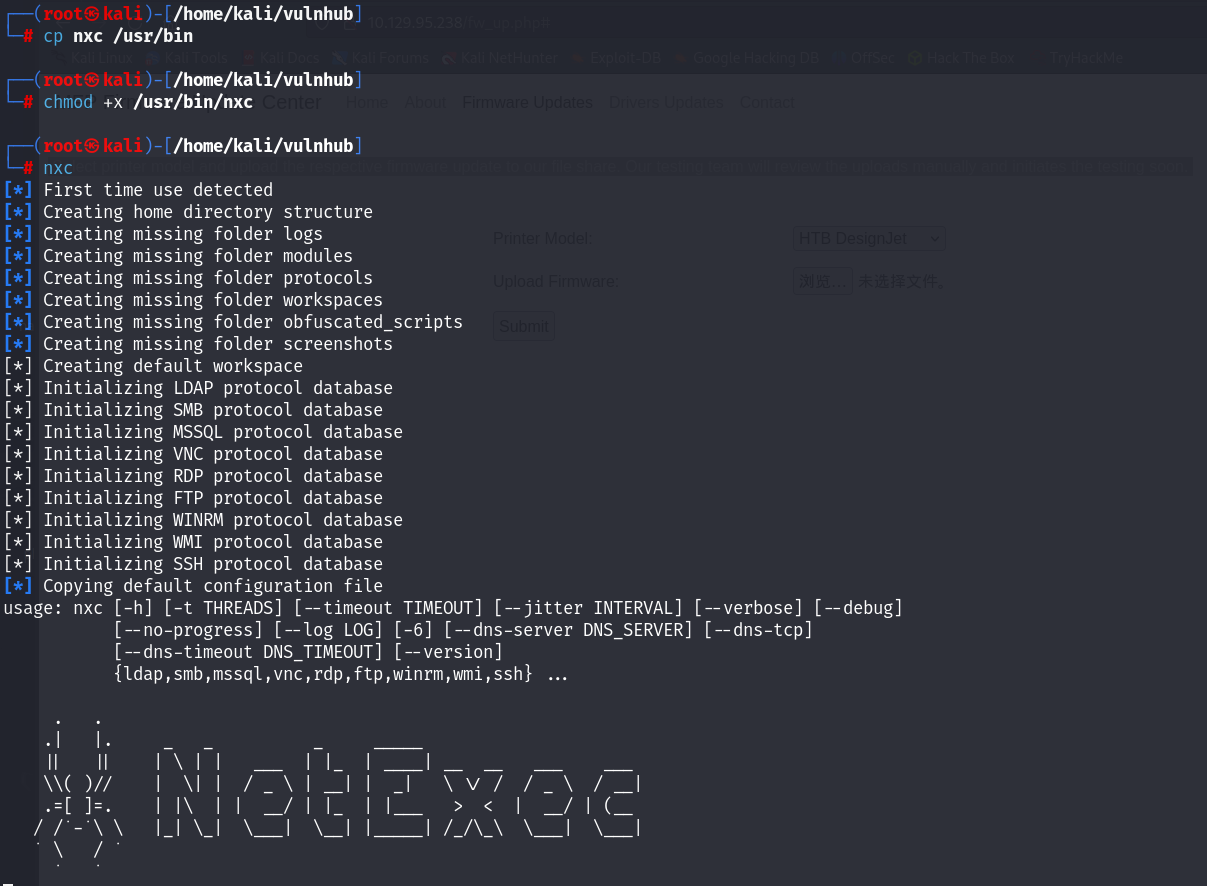 ┌──(root㉿kali)-[/home/kali/vulnhub]
└─# cp nxc /usr/bin
┌──(root㉿kali)-[/home/kali/vulnhub]
└─# chmod +x /usr/bin/nxc
┌──(root㉿kali)-[/home/kali/vulnhub]
└─# nxc
[*] First time use detected
[*] Creating home directory structure
[*] Creating missing folder logs
[*] Creating missing folder modules
[*] Creating missing folder protocols
[*] Creating missing folder workspaces
[*] Creating missing folder obfuscated_scripts
[*] Creating missing folder screenshots
[*] Creating default workspace
[*] Initializing LDAP protocol database
[*] Initializing SMB protocol database
[*] Initializing MSSQL protocol database
[*] Initializing VNC protocol database
[*] Initializing RDP protocol database
[*] Initializing FTP protocol database
[*] Initializing WINRM protocol database
[*] Initializing WMI protocol database
[*] Initializing SSH protocol database
[*] Copying default configuration file
usage: nxc [-h] [-t THREADS] [--timeout TIMEOUT] [--jitter INTERVAL] [--verbose] [--debug]
[--no-progress] [--log LOG] [-6] [--dns-server DNS_SERVER] [--dns-tcp]
[--dns-timeout DNS_TIMEOUT] [--version]
{ldap,smb,mssql,vnc,rdp,ftp,winrm,wmi,ssh} ...
NetExec
Kali Linux Kali Tools Kali Docs Kali Forums Kali NetHunter Exploit-DB Google Hacking DB OffSec Hack The Box TryHackMe
Center Home About Firmware Updates Drivers Updates Contact
Printer Model: HTB DesignJet
Upload Firmware: 浏览... 未选择文件。
Submit